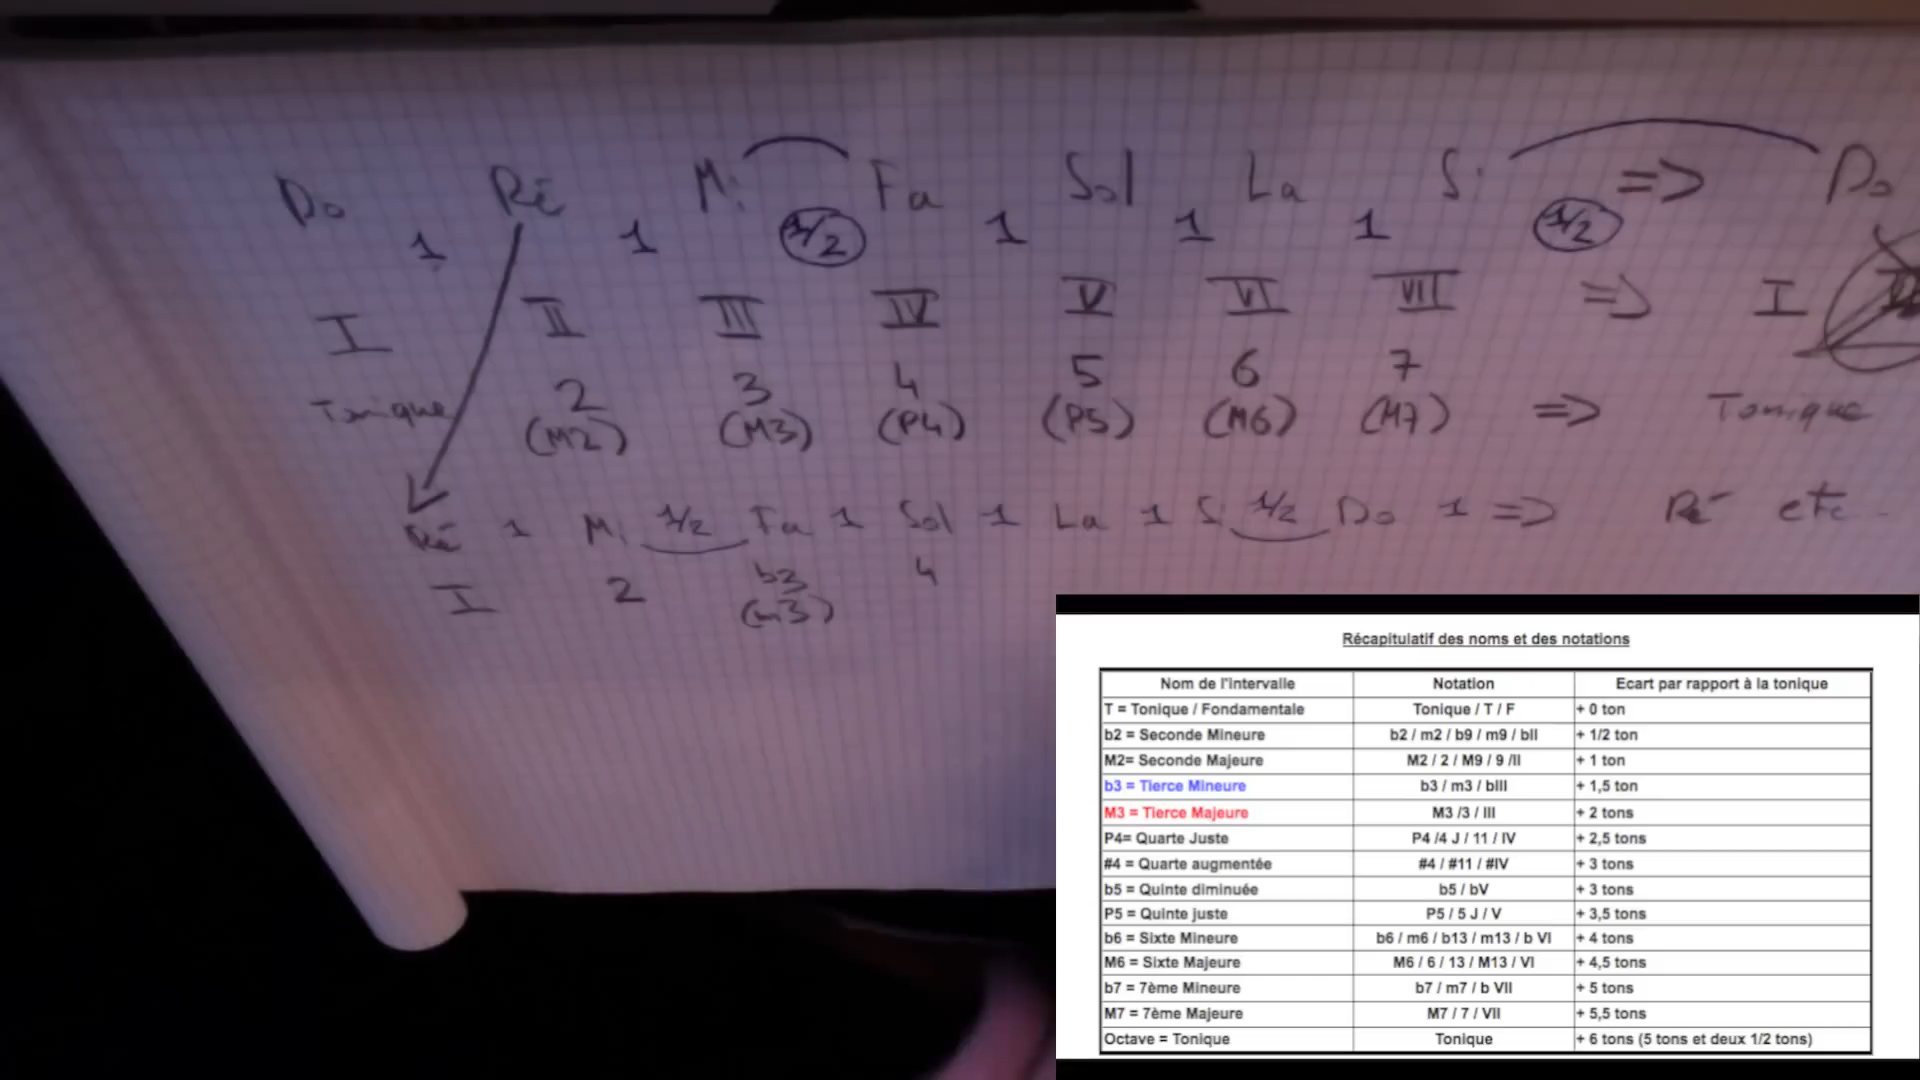 Do Ré Mi Fa Sol La Si => Do
1 1 1/2 1 1 1 1/2
I II III IV V VI VII => I
Tonique 2 3 4 5 6 7 => Tonique
(M2) (M3) (P4) (P5) (M6) (M7)
Ré 1 Mi 1/2 Fa 1 Sol 1 La 1 Si 1/2 Do 1 => Ré etc..
I 2 b3 4
(m3)
Récapitulatif des noms et des notations
Nom de l'intervalle Notation Ecart par rapport à la tonique
T = Tonique / Fondamentale Tonique / T / F + 0 ton
b2 = Seconde Mineure b2 / m2 / b9 / m9 / bII + 1/2 ton
M2= Seconde Majeure M2 / 2 / M9 / 9 /II + 1 ton
b3 = Tierce Mineure b3 / m3 / bIII + 1,5 ton
M3 = Tierce Majeure M3 /3 / III + 2 tons
P4= Quarte Juste P4 /4 J / 11 / IV + 2,5 tons
#4 = Quarte augmentée #4 / #11 / #IV + 3 tons
b5 = Quinte diminuée b5 / bV + 3 tons
P5 = Quinte juste P5 / 5 J / V + 3,5 tons
b6 = Sixte Mineure b6 / m6 / b13 / m13 / b VI + 4 tons
M6 = Sixte Majeure M6 / 6 / 13 / M13 / VI + 4,5 tons
b7 = 7ème Mineure b7 / m7 / b VII + 5 tons
M7 = 7ème Majeure M7 / 7 / VII + 5,5 tons
Octave = Tonique Tonique + 6 tons (5 tons et deux 1/2 tons)